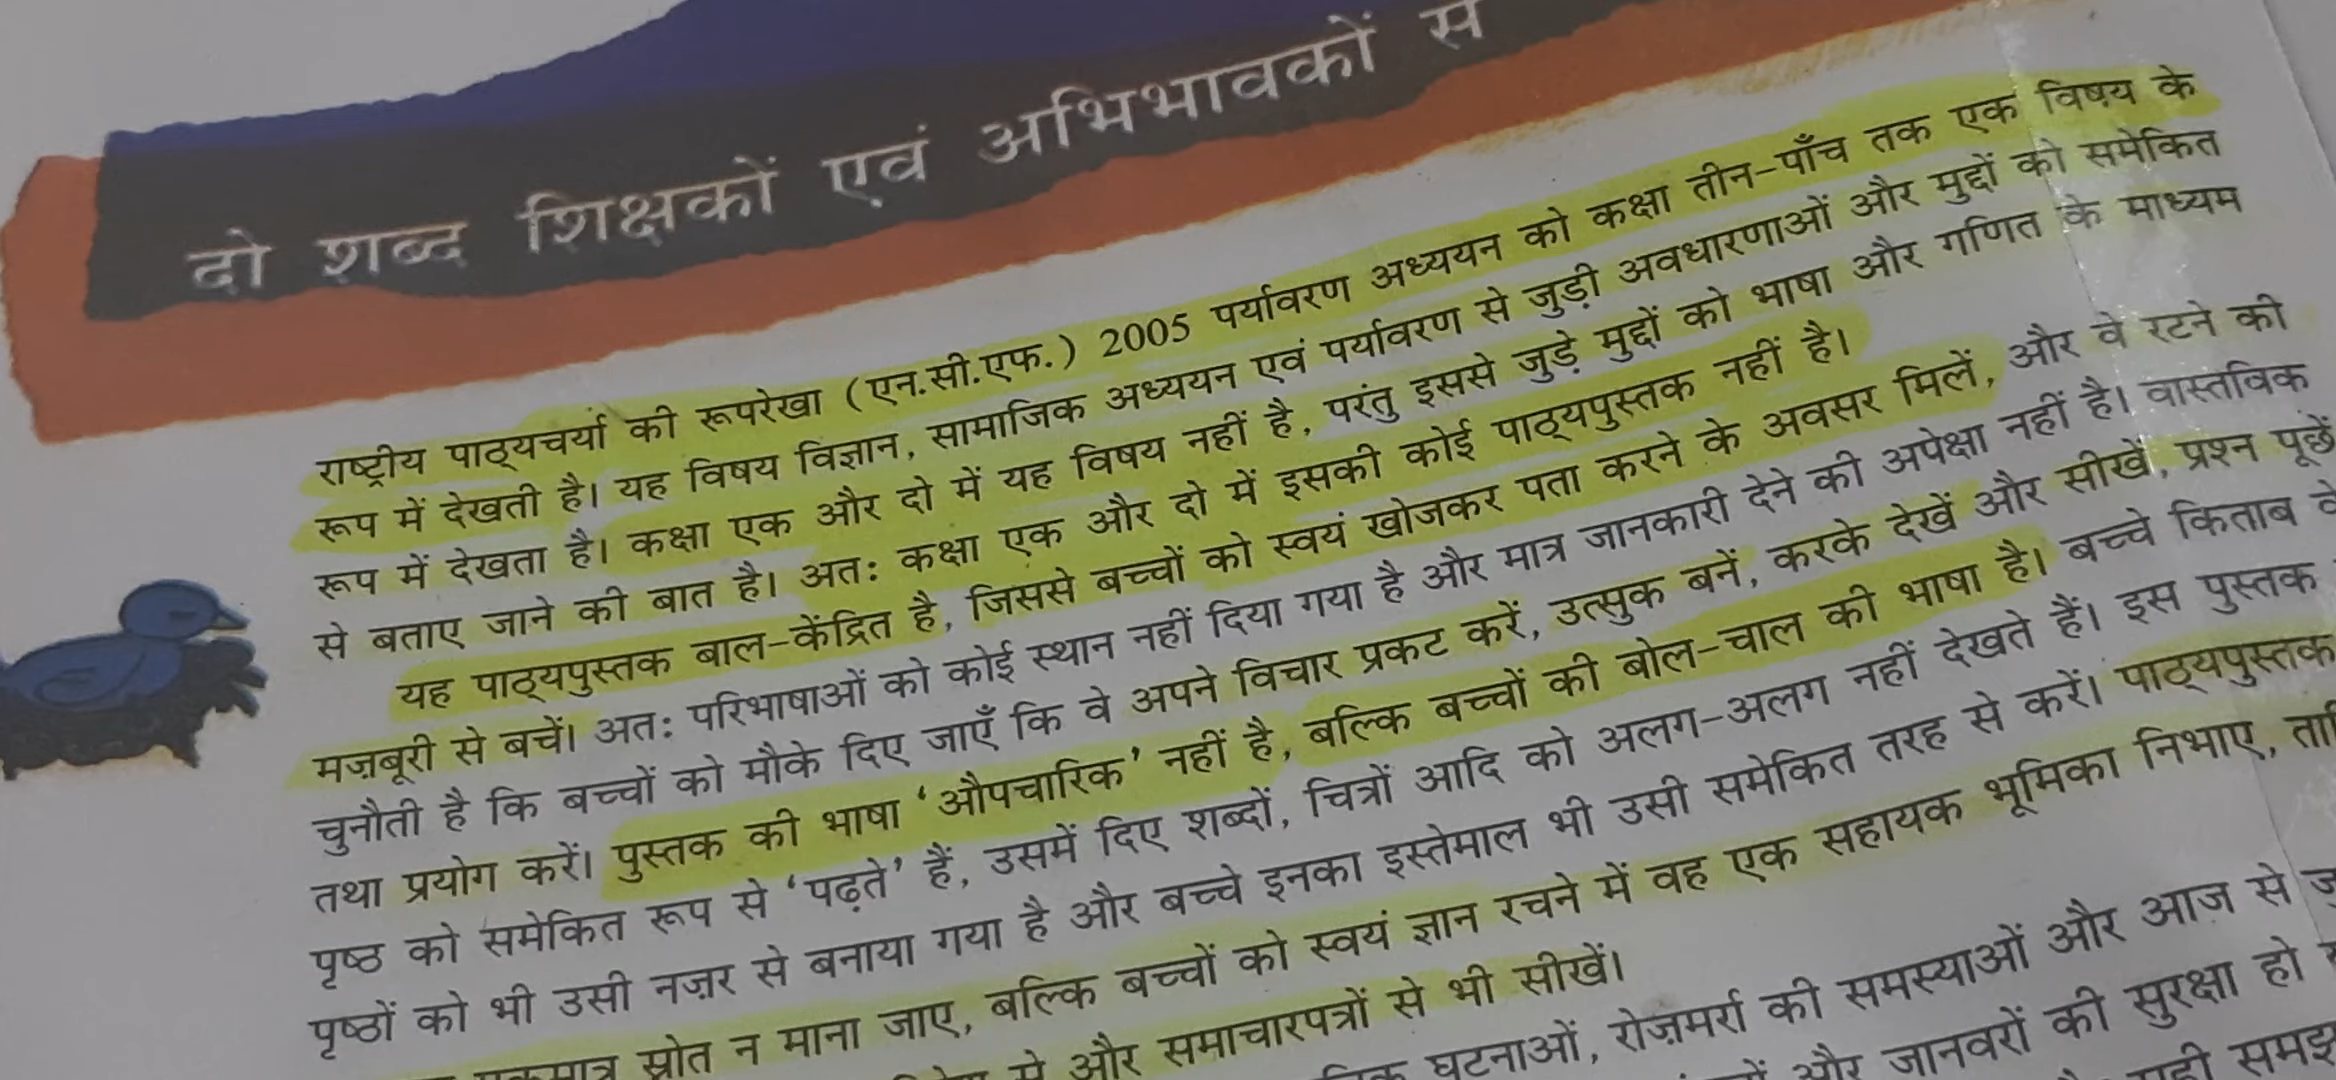 दो शब्द शिक्षकों एवं अभिभावकों से
राष्ट्रीय पाठ्यचर्या की रूपरेखा (एन.सी.एफ.) 2005 पर्यावरण अध्ययन को कक्षा तीन-पाँच तक एक विषय के
रूप में देखती है। यह विषय विज्ञान, सामाजिक अध्ययन एवं पर्यावरण से जुड़ी अवधारणाओं और मुद्दों को समेकित
रूप में देखता है। कक्षा एक और दो में यह विषय नहीं है, परंतु इससे जुड़े मुद्दों को भाषा और गणित के माध्यम
से बताए जाने की बात है। अतः कक्षा एक और दो में इसकी कोई पाठ्यपुस्तक नहीं है।
यह पाठ्यपुस्तक बाल-केंद्रित है, जिससे बच्चों को स्वयं खोजकर पता करने के अवसर मिलें, और वे रटने की
मज़बूरी से बचें। अतः परिभाषाओं को कोई स्थान नहीं दिया गया है और मात्र जानकारी देने की अपेक्षा नहीं है। वास्तविक
चुनौती है कि बच्चों को मौके दिए जाएँ कि वे अपने विचार प्रकट करें, उत्सुक बनें, करके देखें और सीखें, प्रश्न पूछें
तथा प्रयोग करें। पुस्तक की भाषा ‘औपचारिक’ नहीं है, बल्कि बच्चों की बोल-चाल की भाषा है। बच्चे किताब
पृष्ठ को समेकित रूप से ‘पढ़ते’ हैं, उसमें दिए शब्दों, चित्रों आदि को अलग-अलग नहीं देखते हैं। इस पुस्तक
पृष्ठों को भी उसी नज़र से बनाया गया है और बच्चे इनका इस्तेमाल भी उसी समेकित तरह से करें। पाठ्यपुस्तक
एकमात्र स्रोत न माना जाए, बल्कि बच्चों को स्वयं ज्ञान रचने में वह एक सहायक भूमिका निभाए,
और समाचारपत्रों से भी सीखें।
घटनाओं, रोज़मर्रा की समस्याओं और आज से
और जानवरों की सुरक्षा हो